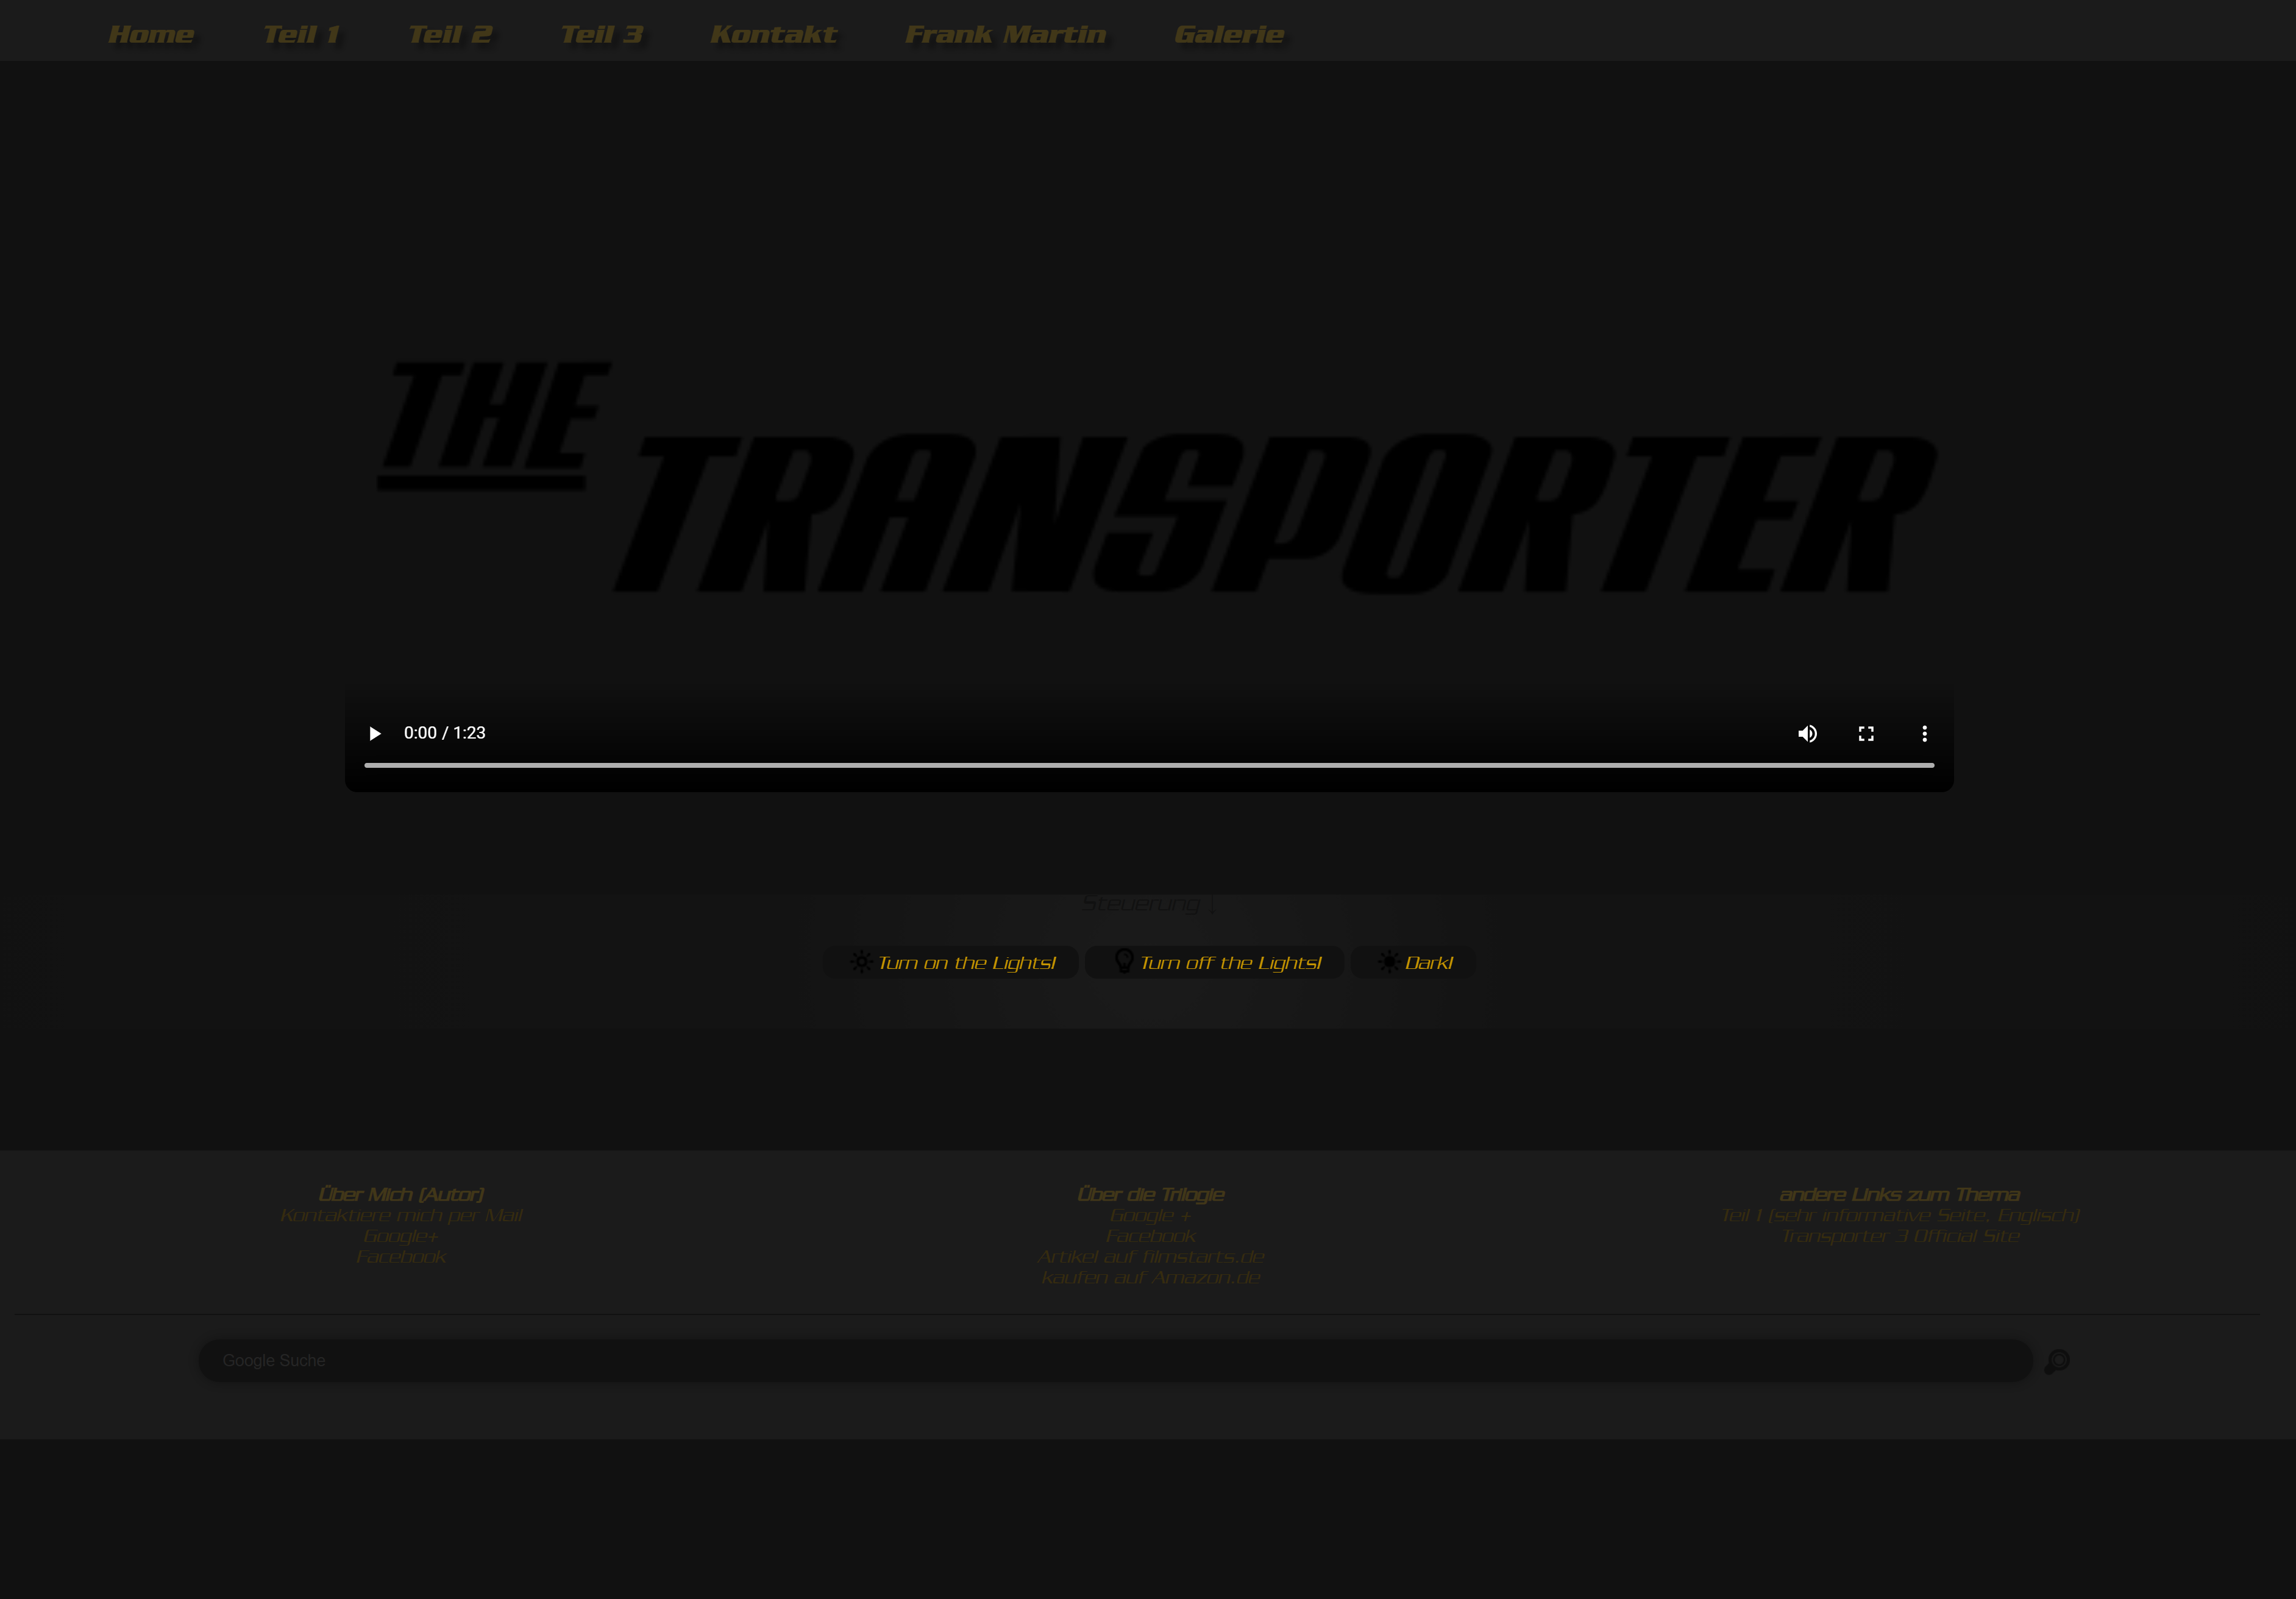 Home Teil 1 Teil 2 Teil 3 Kontakt Frank Martin Galerie
THE
TRANSPORTER
0:00 / 1:23
Steuerung ↓
Turn on the Lights! Turn off the Lights! Dark!
Über Mich (Autor)
Kontaktiere mich per Mail
Google+
Facebook
Über die Trilogie
Google +
Facebook
Artikel auf filmstarts.de
kaufen auf Amazon.de
andere Links zum Thema
Teil 1 (sehr informative Seite, Englisch)
Transporter 3 Official Site
Google Suche